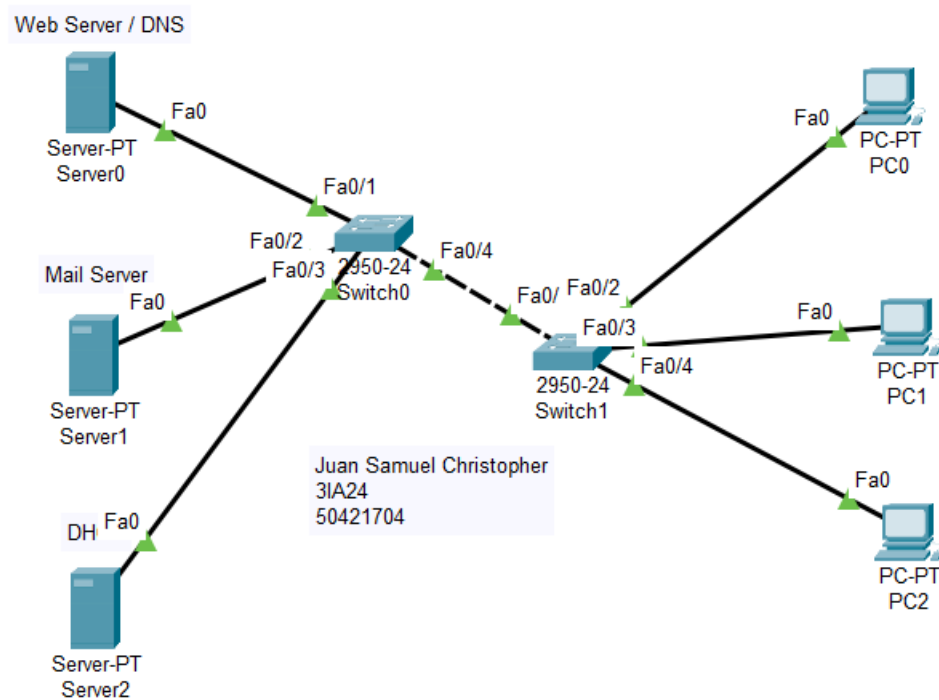 Web Server / DNS
Fa0
Server-PT
Server0
Fa0/1
Fa0/2
Fa0/3
2950-24
Switch0
Fa0/4
Mail Server
Fa0
Server-PT
Server1
Fa0
Server-PT
Server2
Fa0/
Fa0/2
Fa0/3
Fa0/4
2950-24
Switch1
Juan Samuel Christopher
3IA24
50421704
Fa0
PC-PT
PC0
Fa0
PC-PT
PC1
Fa0
PC-PT
PC2